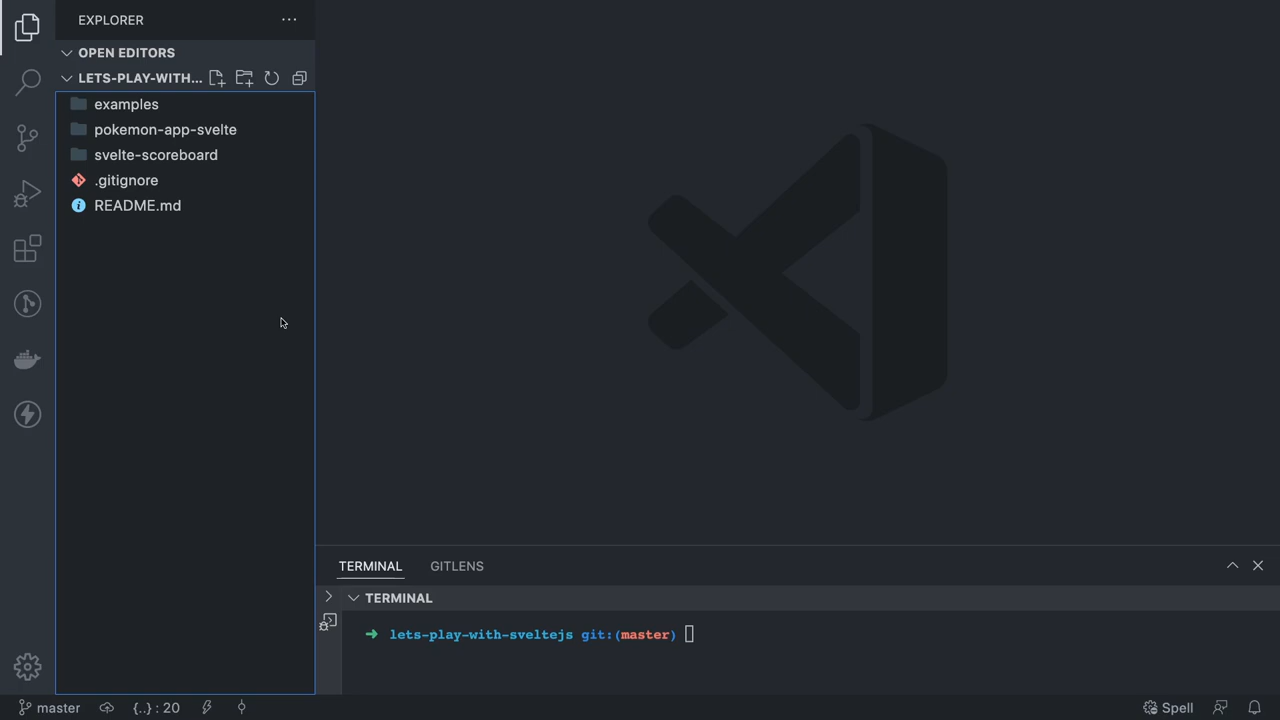 EXPLORER
OPEN EDITORS
LETS-PLAY-WITH...
examples
pokemon-app-svelte
svelte-scoreboard
.gitignore
README.md
TERMINAL GITLENS
TERMINAL
➜ lets-play-with-sveltejs git:(master)
master {..} : 20 Spell